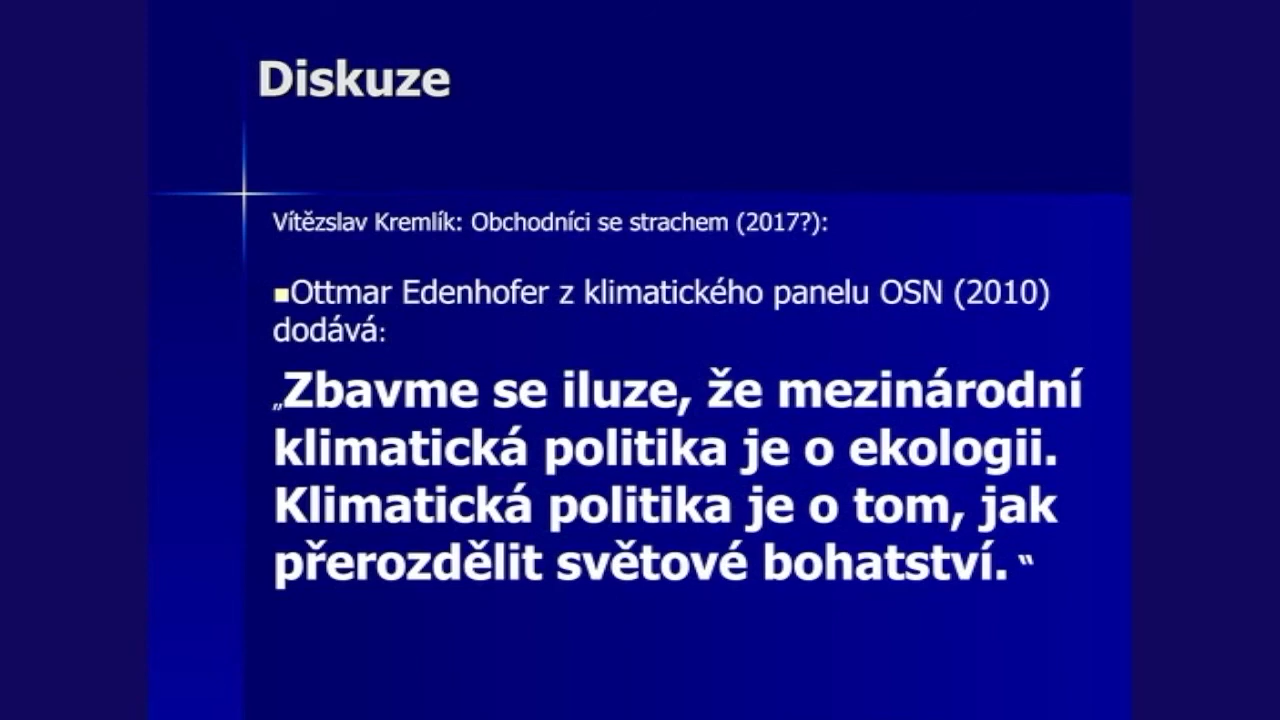 Diskuze
Vítězslav Kremlík: Obchodníci se strachem (2017?):
▪Ottmar Edenhofer z klimatického panelu OSN (2010)
dodává:
„Zbavme se iluze, že mezinárodní
klimatická politika je o ekologii.
Klimatická politika je o tom, jak
přerozdělit světové bohatství. “